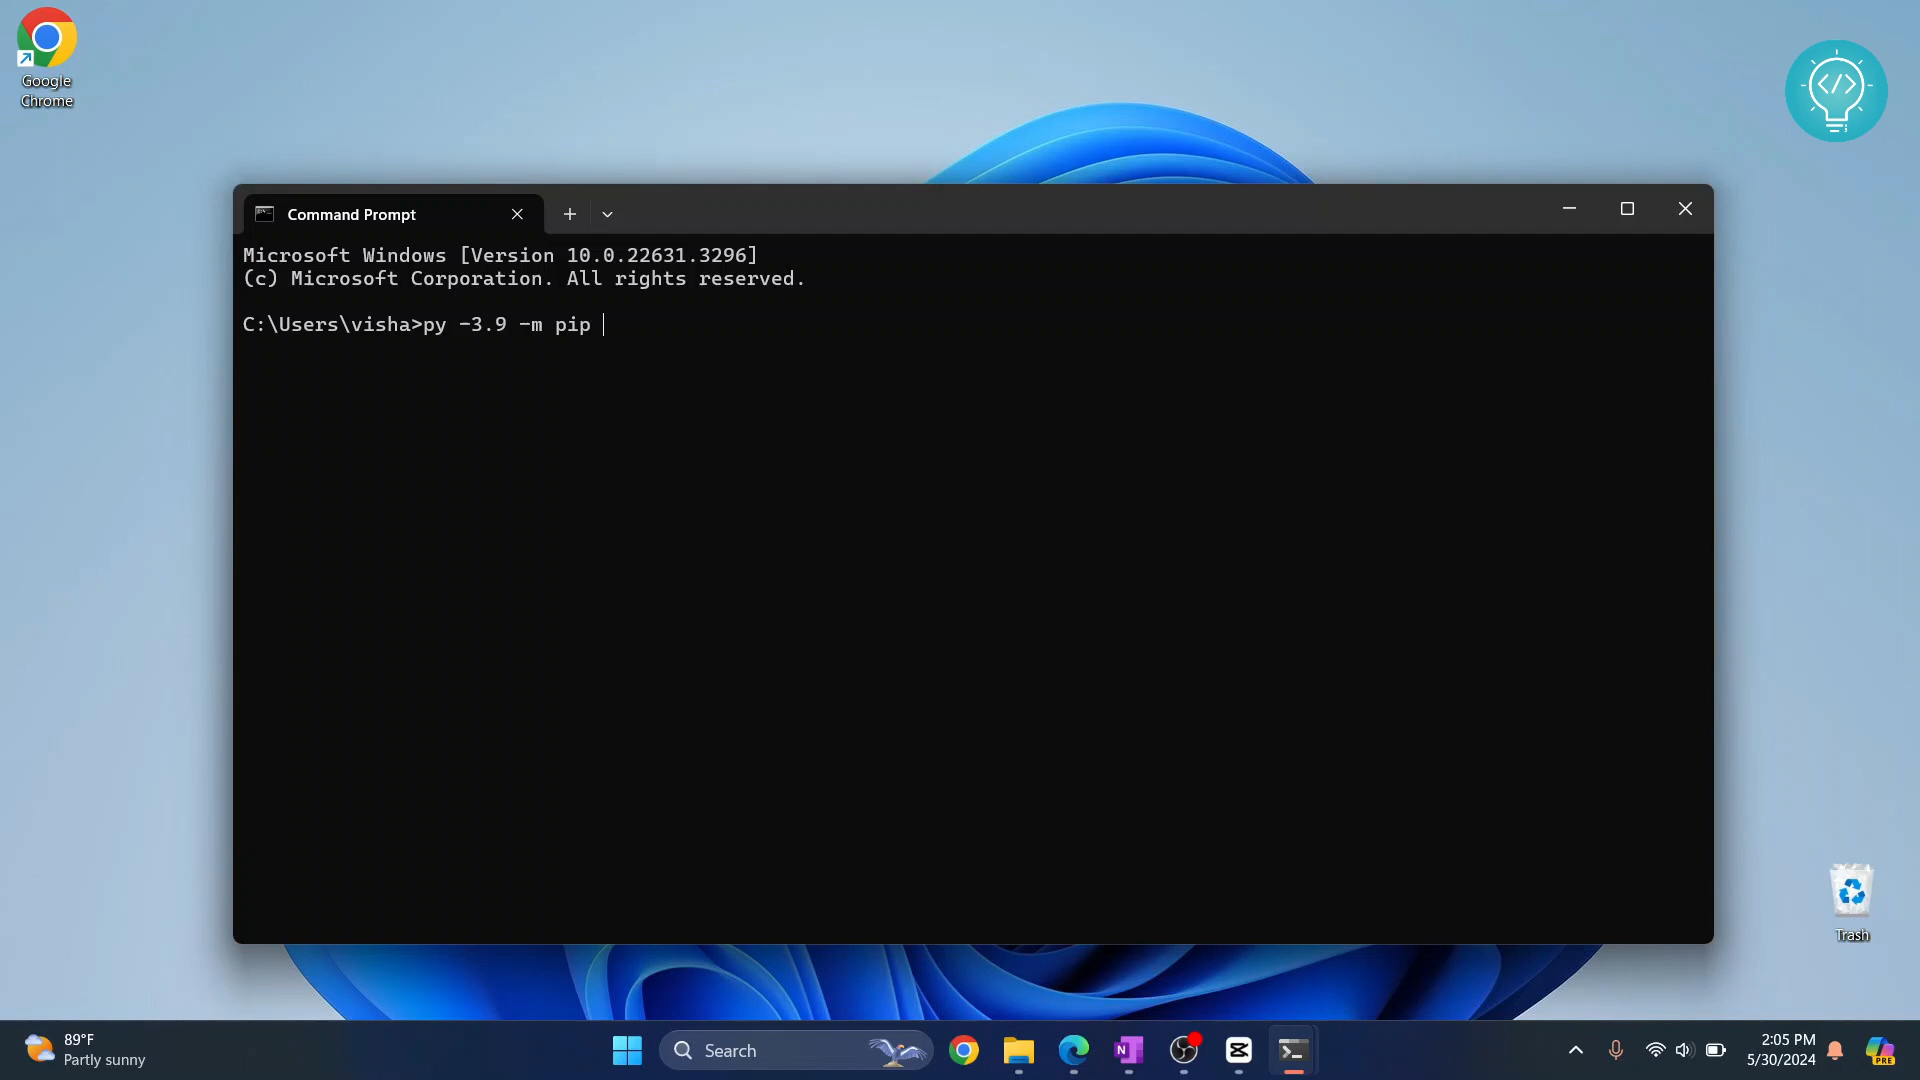 Google
Chrome
</>
Command Prompt
Microsoft Windows [Version 10.0.22631.3296]
(c) Microsoft Corporation. All rights reserved.
C:\Users\visha>py -3.9 -m pip
Trash
89°F
Partly sunny
Search
N
2:05 PM
5/30/2024
PRE